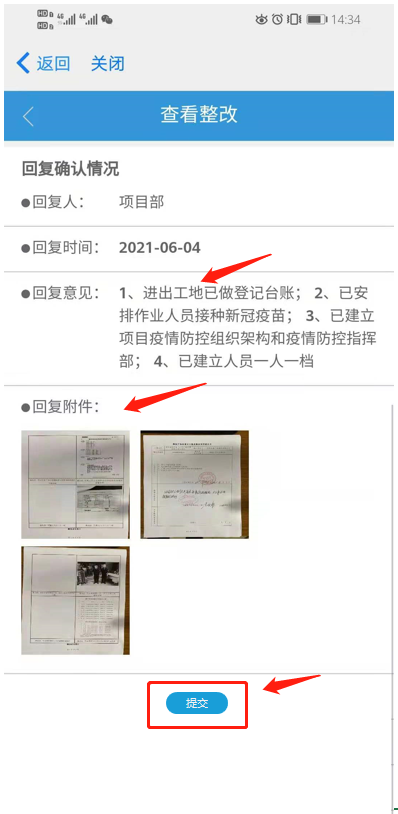 HD 4G 4G 14:34
HD
返回 关闭
查看整改
回复确认情况
●回复人： 项目部
●回复时间： 2021-06-04
●回复意见： 1、进出工地已做登记台账； 2、已安
排作业人员接种新冠疫苗； 3、已建立
项目疫情防控组织架构和疫情防控指挥
部； 4、已建立人员一人一档
●回复附件：
提交